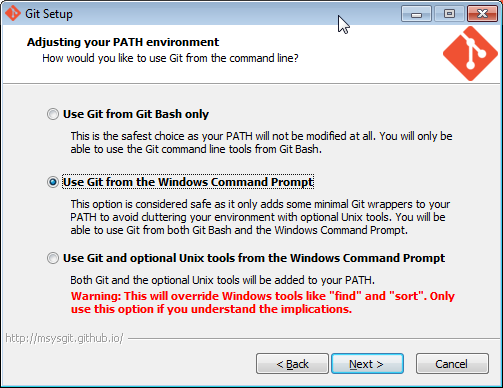 Git Setup
Adjusting your PATH environment
How would you like to use Git from the command line?
Use Git from Git Bash only
This is the safest choice as your PATH will not be modified at all. You will only be
able to use the Git command line tools from Git Bash.
Use Git from the Windows Command Prompt
This option is considered safe as it only adds some minimal Git wrappers to your
PATH to avoid cluttering your environment with optional Unix tools. You will be
able to use Git from both Git Bash and the Windows Command Prompt.
Use Git and optional Unix tools from the Windows Command Prompt
Both Git and the optional Unix tools will be added to your PATH.
Warning: This will override Windows tools like "find" and "sort". Only
use this option if you understand the implications.
http://msysgit.github.io/
< Back
Next >
Cancel